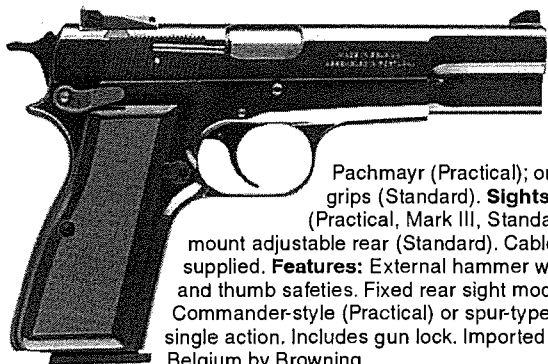 Pachmayr (Practical); or
grips (Standard). Sights
(Practical, Mark III, Standa
mount adjustable rear (Standard). Cable
supplied. Features: External hammer w
and thumb safeties. Fixed rear sight mod
Commander-style (Practical) or spur-type
single action. Includes gun lock. Imported
Belgium by Browning